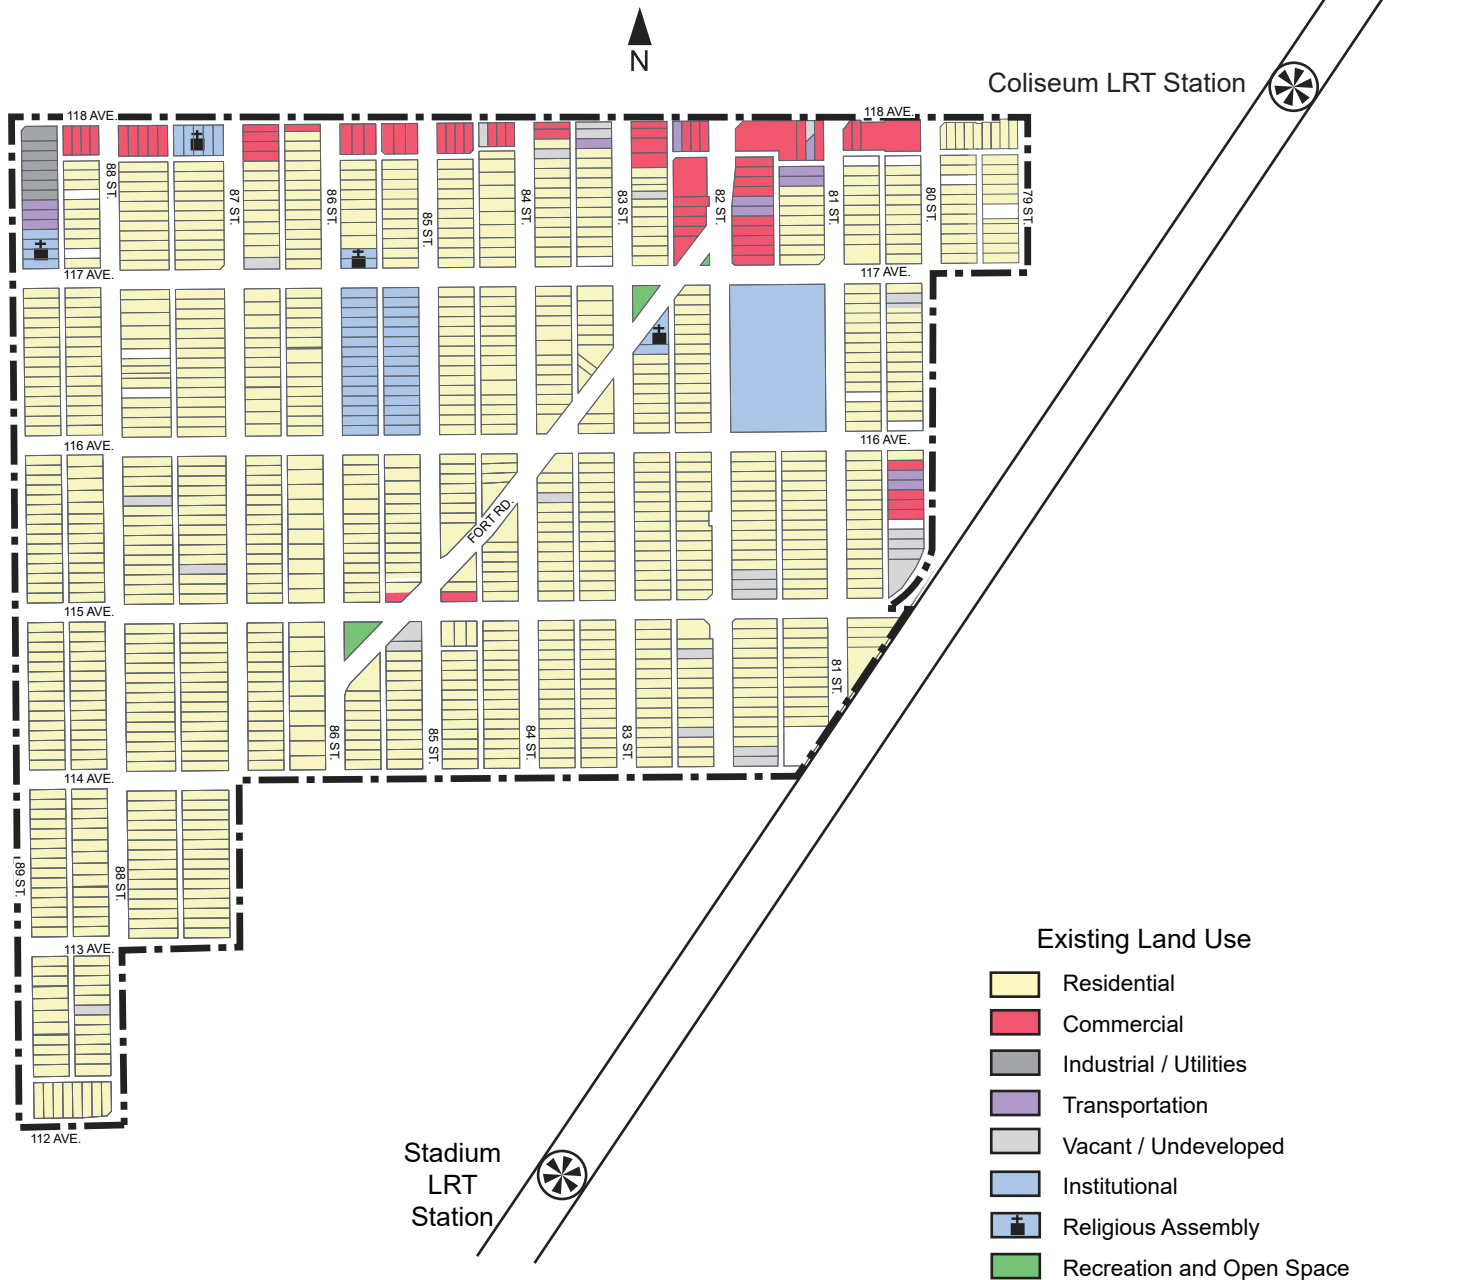 N
Coliseum LRT Station
118 AVE.
118 AVE.
88 ST.
87 ST.
86 ST.
85 ST.
84 ST.
83 ST.
82 ST.
81 ST.
80 ST.
79 ST.
117 AVE.
117 AVE.
116 AVE.
116 AVE.
FORT RD.
115 AVE.
81 ST.
86 ST.
85 ST.
84 ST.
83 ST.
114 AVE.
89 ST.
88 ST.
113 AVE.
112 AVE.
Stadium
LRT
Station
Existing Land Use
Residential
Commercial
Industrial / Utilities
Transportation
Vacant / Undeveloped
Institutional
Religious Assembly
Recreation and Open Space